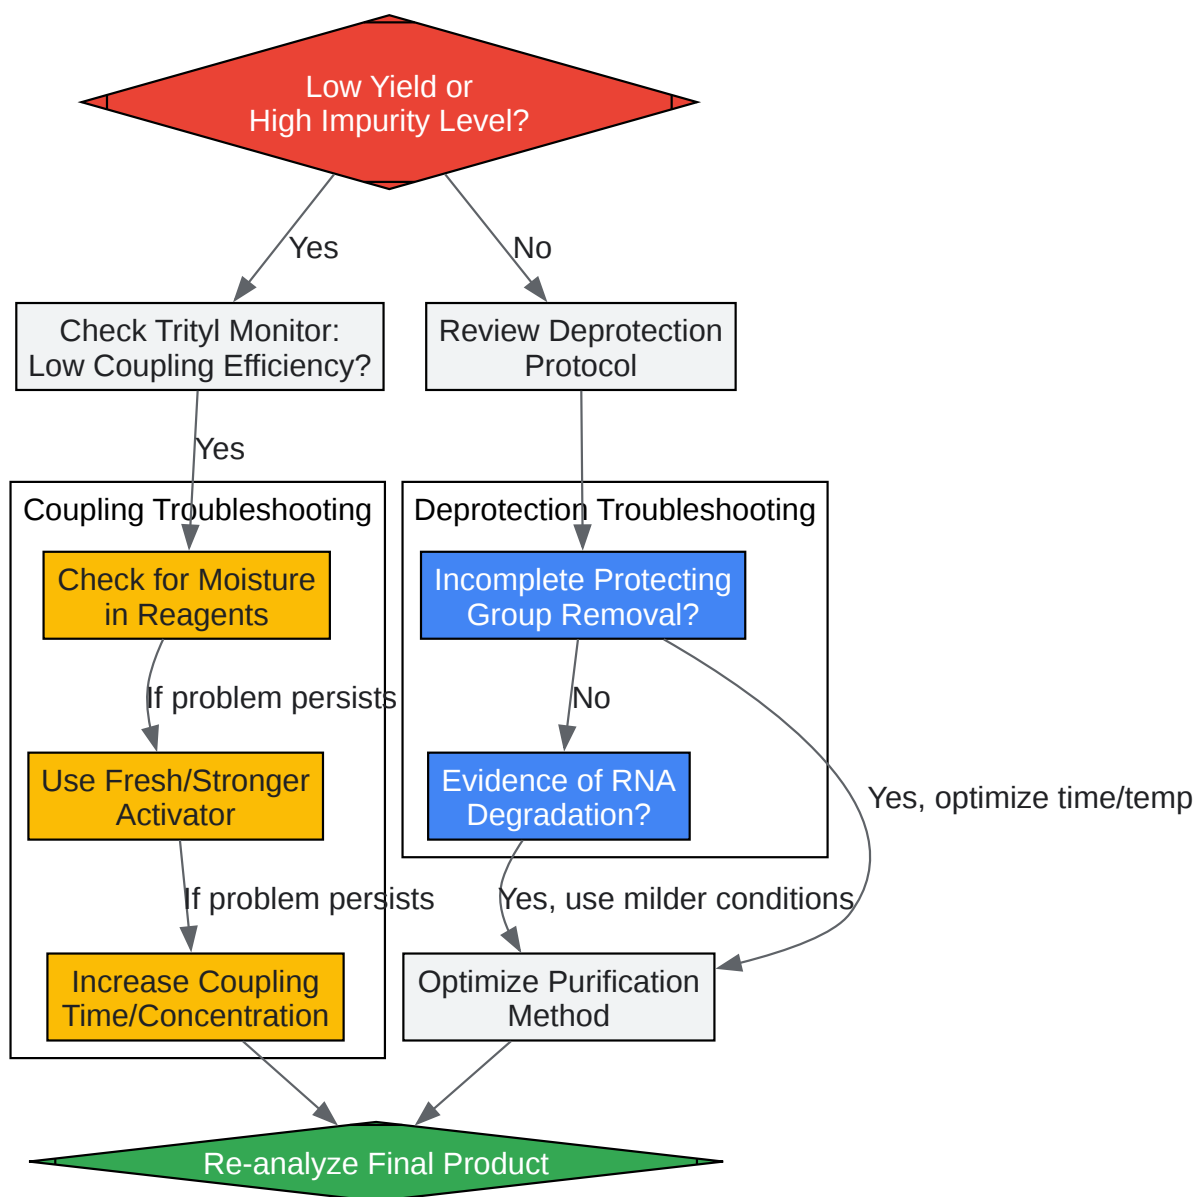 Low Yield or
High Impurity Level?
Yes
No
Check Trityl Monitor:
Low Coupling Efficiency?
Review Deprotection
Protocol
Yes
Coupling Troubleshooting
Deprotection Troubleshooting
Check for Moisture
in Reagents
Incomplete Protecting
Group Removal?
If problem persists
No
Use Fresh/Stronger
Activator
Evidence of RNA
Degradation?
Yes, optimize time/temp
If problem persists
Yes, use milder conditions
Increase Coupling
Time/Concentration
Optimize Purification
Method
Re-analyze Final Product